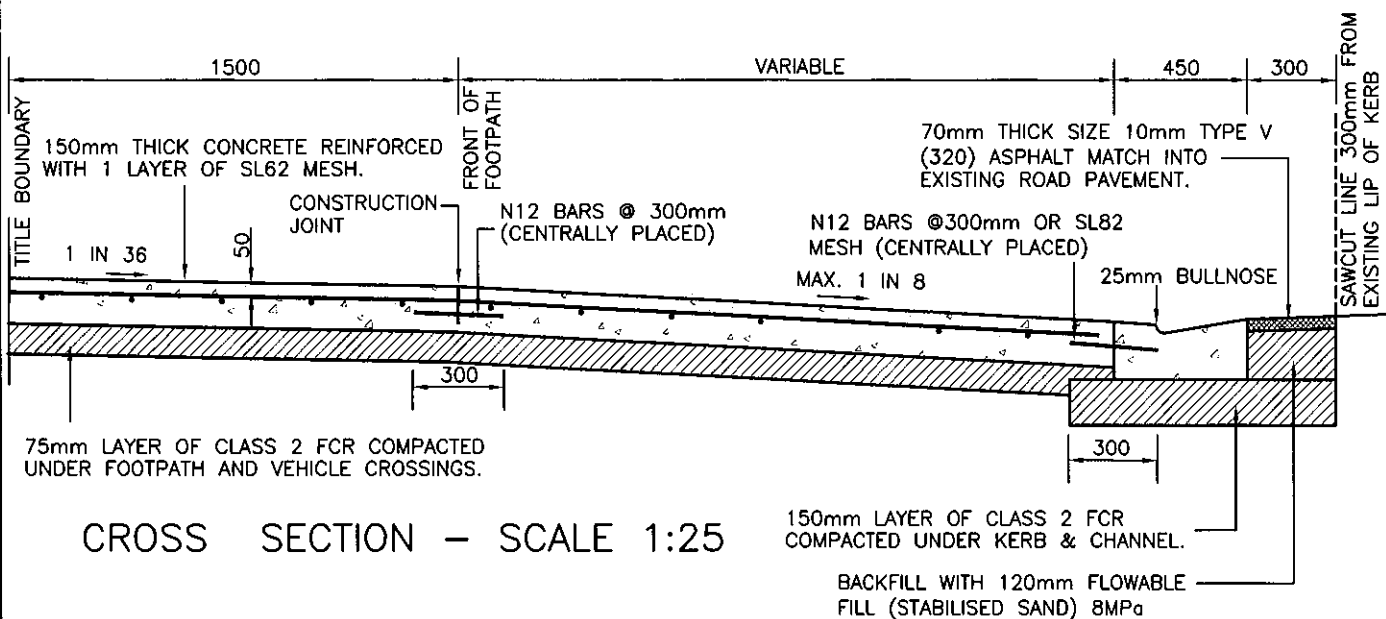 1500
VARIABLE
450
300
TITLE BOUNDARY
FRONT OF
FOOTPATH
SAWCUT LINE 300mm FROM
EXISTING LIP OF KERB
150mm THICK CONCRETE REINFORCED
WITH 1 LAYER OF SL62 MESH.
70mm THICK SIZE 10mm TYPE V
(320) ASPHALT MATCH INTO
EXISTING ROAD PAVEMENT.
CONSTRUCTION
JOINT
N12 BARS @ 300mm
(CENTRALLY PLACED)
N12 BARS @300mm OR SL82
MESH (CENTRALLY PLACED)
1 IN 36
50
MAX. 1 IN 8
25mm BULLNOSE
300
300
75mm LAYER OF CLASS 2 FCR COMPACTED
UNDER FOOTPATH AND VEHICLE CROSSINGS.
CROSS SECTION – SCALE 1:25
150mm LAYER OF CLASS 2 FCR
COMPACTED UNDER KERB & CHANNEL.
BACKFILL WITH 120mm FLOWABLE
FILL (STABILISED SAND) 8MPa